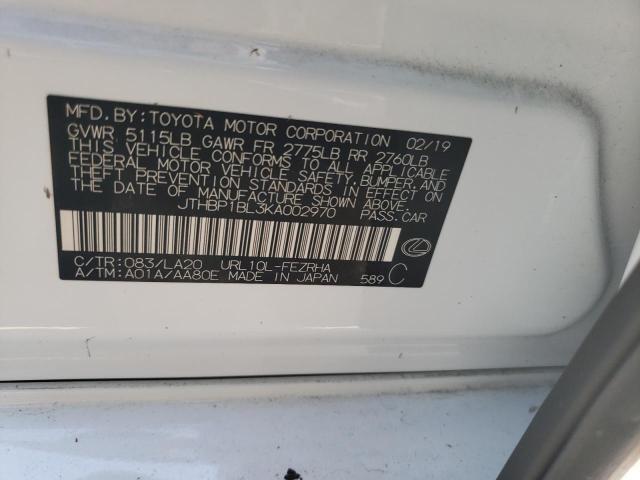 MFD. BY: TOYOTA MOTOR CORPORATION 02/19
GVWR 5115LB GAWR FR 2775LB RR 2760LB
THIS VEHICLE CONFORMS TO ALL APPLICABLE
FEDERAL MOTOR VEHICLE SAFETY, BUMPER, AND
THEFT PREVENTION STANDARDS IN EFFECT ON
THE DATE OF MANUFACTURE SHOWN ABOVE.
JTHBP1BL3KA002970 PASS.CAR
C/TR: 083/LA20 URL10L-FEZRHA
A/TM: A01A/AA80E MADE IN JAPAN 589 C